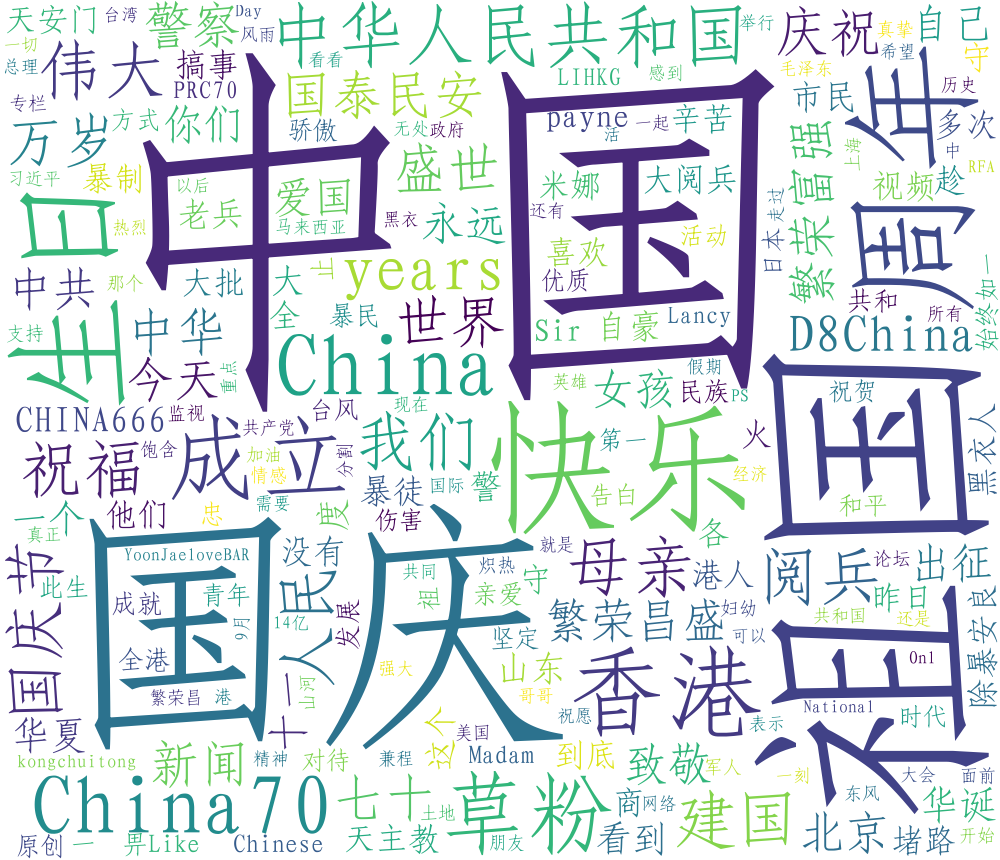 天安门
台湾
Day
警察
中华人民共和国
举行
庆祝
真挚
自己
一切
风雨
看看
LIHKG
感到
希望
守
总理
伟大
搞事
PRC70
国泰民安
毛泽东
历史
专栏
方式
你们
骄傲
无处
政府
payne
一起
辛苦
市民
年
多次
万岁
活
强
上海
中
RFA
习近平
暴制
以后
爱国
盛世
米娜
大阅兵
视频
趁
日
热烈
老兵
马来西亚
黑衣
永远
还有
走过
日本
繁荣富强
周
中国
喜欢
活动
中共
那个
大批
大
止
years
优质
共和
所有
始终如一
生日
支持
中华
全
暴民
世界
Sir
自豪
Lancy
D8China
今天
重点
China
英雄
女孩
假期
民族
PS
祝贺
CHINA666
监视
台风
现在
祝福
饱含
成立
共产党
加油
情感
分割
我们
快乐
第一
火
黑衣人
一个
他们
忠
需要
度
暴徒
国际
警
告白
经济
和平
真正
伤害
各
祖国
国庆节
YoonJaeloveBAR
没有
就是
母亲
港人
阅兵
论坛
出征
此生
成就
青年
十一
人民
共同
炽热
祖
亲爱
守
昨日
9月
14亿
发展
坚定
繁荣昌盛
妇幼
可以
共和国
还是
除暴安良
全港
国庆
山河
强大
山东
香港
On1
繁荣昌
港
哥哥
National
华夏
祝愿
表示
时代
kongchuitong
新闻
精神
对待
兼程
这个
美国
Madam
到底
致敬
军人
一刻
大会
面前
China70
七十
土地
草粉
商
网络
建国
东风
华诞
原创
一
畀Like
Chinese
天主教
朋友
看到
北京
堵路
开始